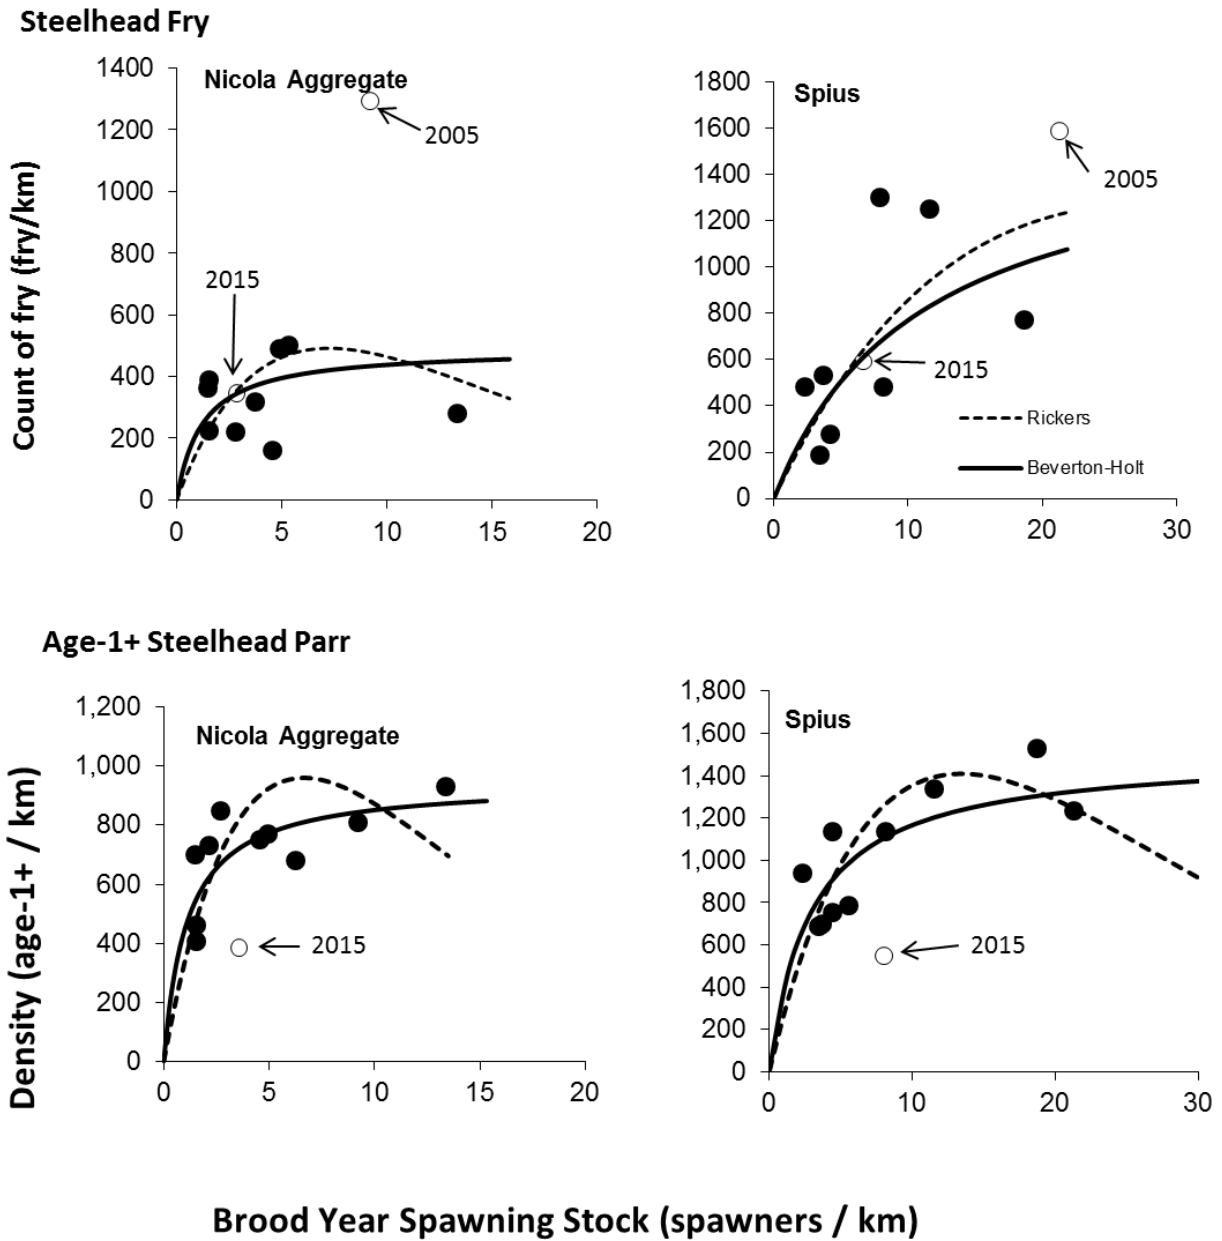 Steelhead Fry
Count of fry (fry/km)
Nicola Aggregate
1400
1200
1000
800
600
400
200
0
0 5 10 15 20
2005
2015
Spius
1800
1600
1400
1200
1000
800
600
400
200
0
0 10 20 30
2005
2015
Rickers
Beverton-Holt
Age-1+ Steelhead Parr
Density (age-1+ / km)
Nicola Aggregate
1,200
1,000
800
600
400
200
0
0 5 10 15 20
2015
Spius
1,800
1,600
1,400
1,200
1,000
800
600
400
200
0
0 10 20 30
2015
Brood Year Spawning Stock (spawners / km)